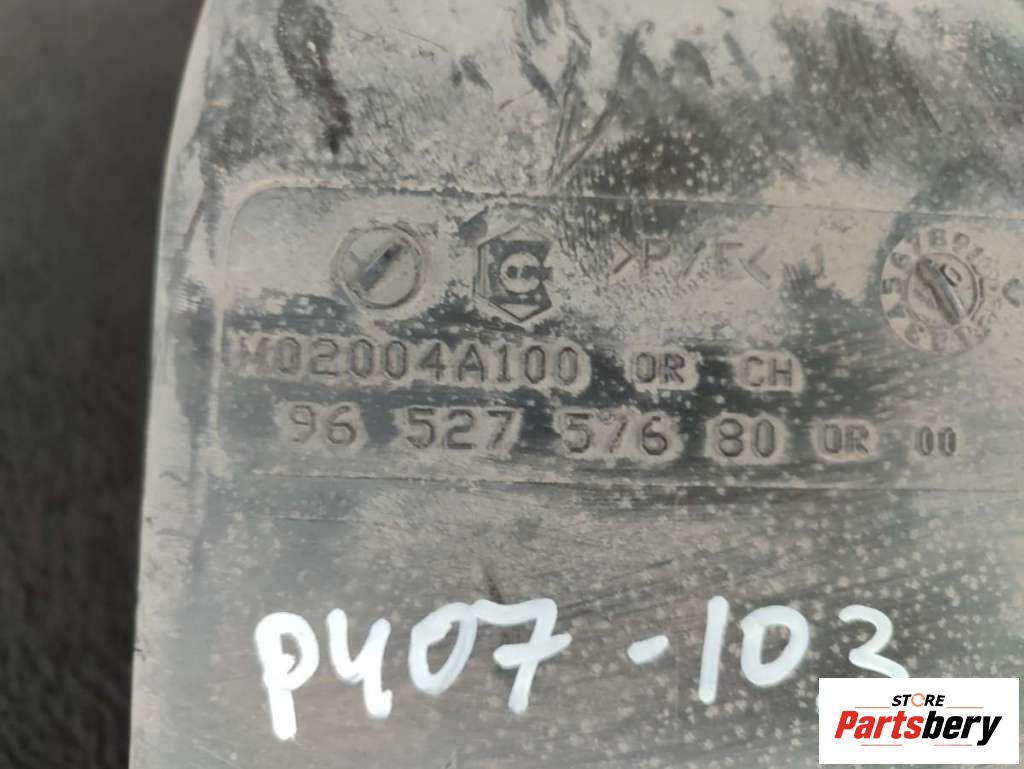 >P/E<
M02004A100 OR CH
96 527 576 80 OR 00
P407-103
STORE
Partsbery